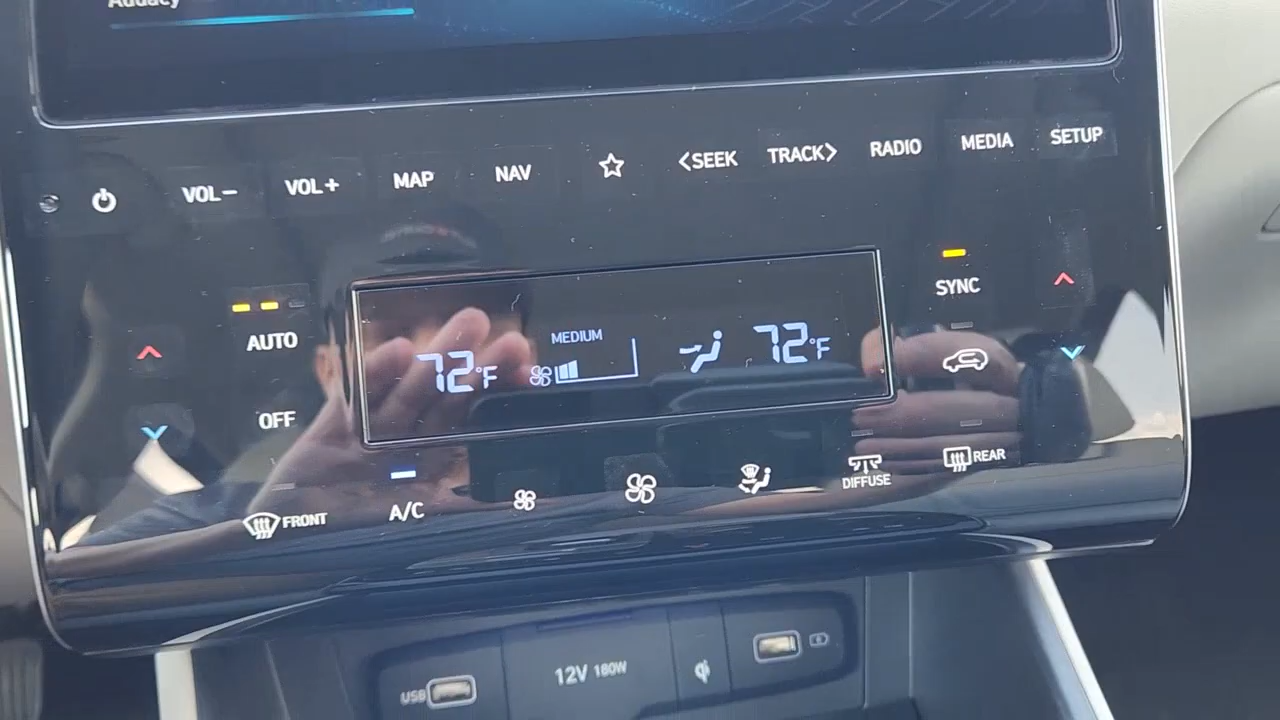 Audacy
VOL− VOL+ MAP NAV <SEEK TRACK> RADIO MEDIA SETUP
AUTO
OFF
72°F
MEDIUM
72°F
SYNC
FRONT
A/C
DIFFUSE
REAR
USB
12V 180W